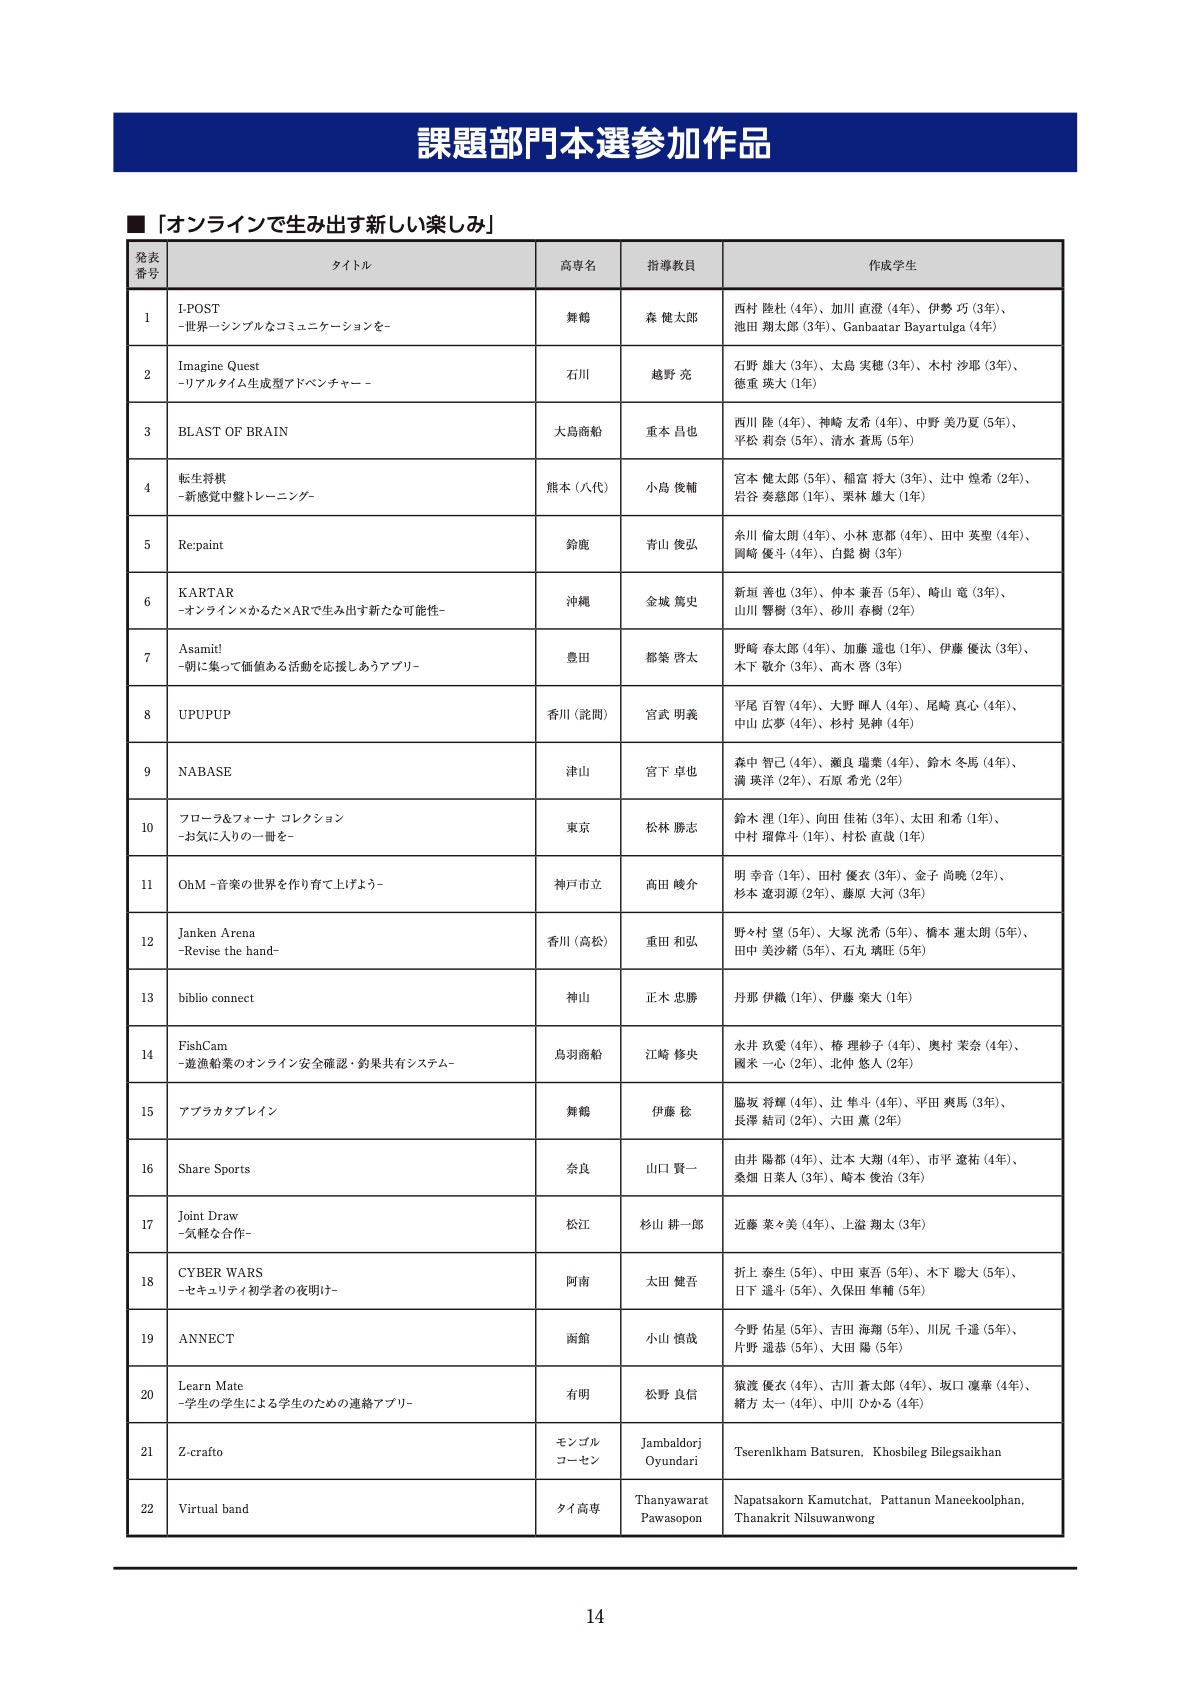 課題部門本選参加作品
■「オンラインで生み出す新しい楽しみ」
発表
番号
タイトル
高専名
指導教員
作成学生
1
I-POST
-世界一シンプルなコミュニケーションを-
舞鶴
森 健太郎
西村 陸杜（4年）、加川 直澄（4年）、伊勢 巧（3年）、
池田 翔太郎（3年）、Ganbaatar Bayartulga（4年）
2
Imagine Quest
-リアルタイム生成型アドベンチャー -
石川
越野 亮
石野 雄大（3年）、太島 実穂（3年）、木村 沙耶（3年）、
徳重 瑛大（1年）
3
BLAST OF BRAIN
大島商船
重本 昌也
西川 陸（4年）、神崎 友希（4年）、中野 美乃夏（5年）、
平松 莉奈（5年）、清水 蒼馬（5年）
4
転生将棋
-新感覚中盤トレーニング-
熊本（八代）
小島 俊輔
宮本 健太郎（5年）、稲富 将大（3年）、辻中 煌希（2年）、
岩谷 奏慈郎（1年）、栗林 雄大（1年）
5
Re:paint
鈴鹿
青山 俊弘
糸川 倫太朗（4年）、小林 恵都（4年）、田中 英聖（4年）、
岡﨑 優斗（4年）、白髭 樹（3年）
6
KARTAR
-オンライン×かるた×ARで生み出す新たな可能性-
沖縄
金城 篤史
新垣 善也（3年）、仲本 兼吾（5年）、崎山 竜（3年）、
山川 響樹（3年）、砂川 春樹（2年）
7
Asamit!
-朝に集って価値ある活動を応援しあうアプリ-
豊田
都築 啓太
野﨑 春太郎（4年）、加藤 遥也（1年）、伊藤 優汰（3年）、
木下 敬介（3年）、髙木 啓（3年）
8
UPUPUP
香川（詫間）
宮武 明義
平尾 百智（4年）、大野 暉人（4年）、尾崎 真心（4年）、
中山 広夢（4年）、杉村 晃紳（4年）
9
NABASE
津山
宮下 卓也
森中 智己（4年）、瀨良 瑞葉（4年）、鈴木 冬馬（4年）、
満 瑛洋（2年）、石原 希光（2年）
10
フローラ&フォーナ コレクション
-お気に入りの一冊を-
東京
松林 勝志
鈴木 浬（1年）、向田 佳祐（3年）、太田 和希（1年）、
中村 瑠偉斗（1年）、村松 直哉（1年）
11
OhM -音楽の世界を作り育て上げよう-
神戸市立
髙田 崚介
明 幸音（1年）、田村 優衣（3年）、金子 尚暁（2年）、
杉本 遼羽源（2年）、藤原 大河（3年）
12
Janken Arena
-Revise the hand-
香川（高松）
重田 和弘
野々村 望（5年）、大塚 洸希（5年）、橋本 蓮太朗（5年）、
田中 美沙緒（5年）、石丸 璃旺（5年）
13
biblio connect
神山
正木 忠勝
丹那 伊織（1年）、伊藤 楽大（1年）
14
FishCam
-遊漁船業のオンライン安全確認・釣果共有システム-
鳥羽商船
江崎 修央
永井 玖愛（4年）、椿 理紗子（4年）、奥村 茉奈（4年）、
國米 一心（2年）、北仲 悠人（2年）
15
アブラカタブレイン
舞鶴
伊藤 稔
脇坂 将輝（4年）、辻 隼斗（4年）、平田 爽馬（3年）、
長澤 結司（2年）、六田 薫（2年）
16
Share Sports
奈良
山口 賢一
由井 陽都（4年）、辻本 大翔（4年）、市平 遼祐（4年）、
桑畑 日菜人（3年）、崎本 俊治（3年）
17
Joint Draw
-気軽な合作-
松江
杉山 耕一郎
近藤 菜々美（4年）、上溢 翔太（3年）
18
CYBER WARS
-セキュリティ初学者の夜明け-
阿南
太田 健吾
折上 泰生（5年）、中田 東吾（5年）、木下 聡大（5年）、
日下 遥斗（5年）、久保田 隼輔（5年）
19
ANNECT
函館
小山 慎哉
今野 佑星（5年）、吉田 海翔（5年）、川尻 千遥（5年）、
片野 遥恭（5年）、大田 陽（5年）
20
Learn Mate
-学生の学生による学生のための連絡アプリ-
有明
松野 良信
猿渡 優衣（4年）、古川 蒼太郎（4年）、坂口 凜華（4年）、
緒方 太一（4年）、中川 ひかる（4年）
21
Z-crafto
モンゴル
コーセン
Jambaldorj
Oyundari
Tserenlkham Batsuren, Khosbileg Bilegsaikhan
22
Virtual band
タイ高専
Thanyawarat
Pawasopon
Napatsakorn Kamutchat, Pattanun Maneekoolphan,
Thanakrit Nilsuwanwong
14